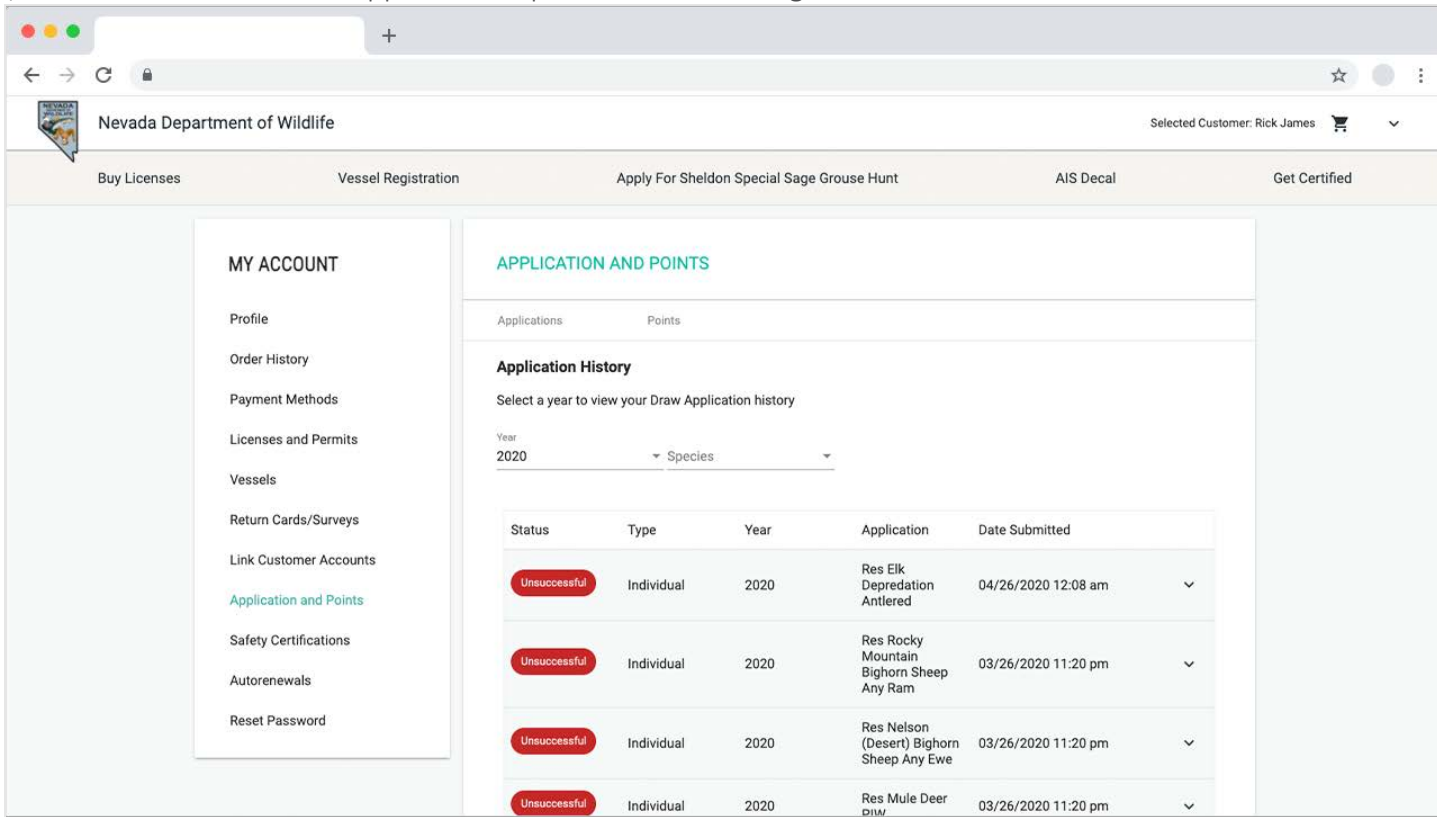 Nevada Department of Wildlife
Selected Customer: Rick James
Buy Licenses
Vessel Registration
Apply For Sheldon Special Sage Grouse Hunt
AIS Decal
Get Certified
MY ACCOUNT
Profile
Order History
Payment Methods
Licenses and Permits
Vessels
Return Cards/Surveys
Link Customer Accounts
Application and Points
Safety Certifications
Autorenewals
Reset Password
APPLICATION AND POINTS
Applications
Points
Application History
Select a year to view your Draw Application history
Year
2020
Species
Status Type Year Application Date Submitted
Unsuccessful Individual 2020
Res Elk
Depredation
Antlered
04/26/2020 12:08 am
Unsuccessful Individual 2020
Res Rocky
Mountain
Bighorn Sheep
Any Ram
03/26/2020 11:20 pm
Unsuccessful Individual 2020
Res Nelson
(Desert) Bighorn
Sheep Any Ewe
03/26/2020 11:20 pm
Unsuccessful Individual 2020
Res Mule Deer
03/26/2020 11:20 pm